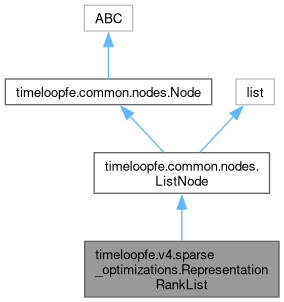 ABC
timeloopfe.common.nodes.Node
list
timeloopfe.common.nodes.
ListNode
timeloopfe.v4.sparse
_optimizations.Representation
RankList